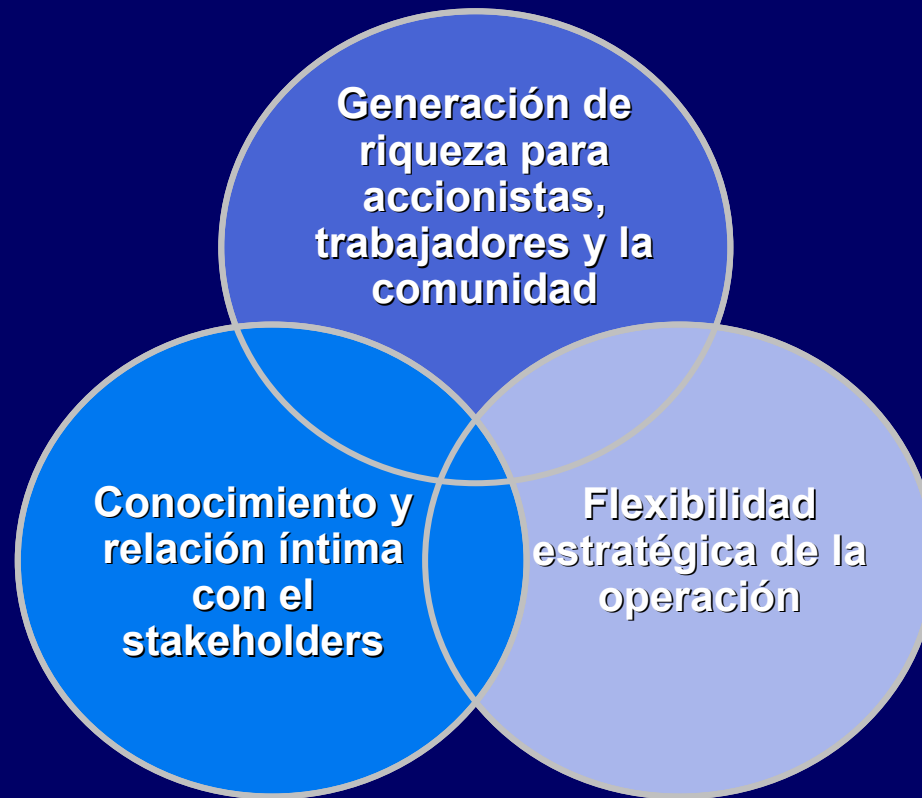 Generación de
riqueza para
accionistas,
trabajadores y la
comunidad
Conocimiento y
relación íntima
con el
stakeholders
Flexibilidad
estratégica de la
operación